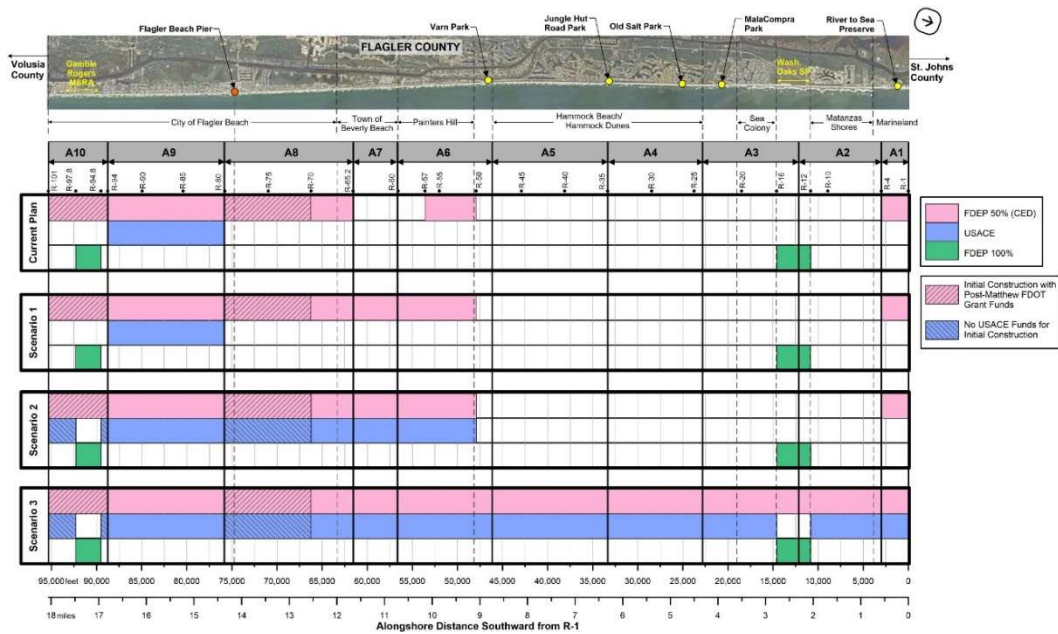 Flagler Beach Pier
Varn Park
Jungle Hut
Road Park
Old Salt Park
MalaCompra
Park
River to Sea
Preserve
Volusia
County
FLAGLER COUNTY
St. Johns
County
Gamble
Rogers
MERA
Wash.
Oaks SP
City of Flagler Beach
Town of
Beverly Beach
Painters Hill
Hammock Beach/
Hammock Dunes
Sea
Colony
Matanzas
Shores
Marineland
A10 A9 A8 A7 A6 A5 A4 A3 A2 A1
R-101 R-97.8 R-94.8 R-94 R-90 R-85 R-80 R-75 R-70 R-65.2 R-60 R-57 R-55 R-50 R-45 R-40 R-35 R-30 R-25 R-20 R-16 R-12 R-10 R-4 R-1
Current Plan
Scenario 1
Scenario 2
Scenario 3
FDEP 50% (CED)
USACE
FDEP 100%
Initial Construction with
Post-Matthew FDOT
Grant Funds
No USACE Funds for
Initial Construction
95,000 feet 90,000 85,000 80,000 75,000 70,000 65,000 60,000 55,000 50,000 45,000 40,000 35,000 30,000 25,000 20,000 15,000 10,000 5,000 0
18 miles 17 16 15 14 13 12 11 10 9 8 7 6 5 4 3 2 1 0
Alongshore Distance Southward from R-1